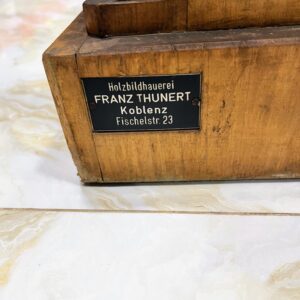 Holzbildhauerei
FRANZ THUNERT
Koblenz
Fischelstr. 23